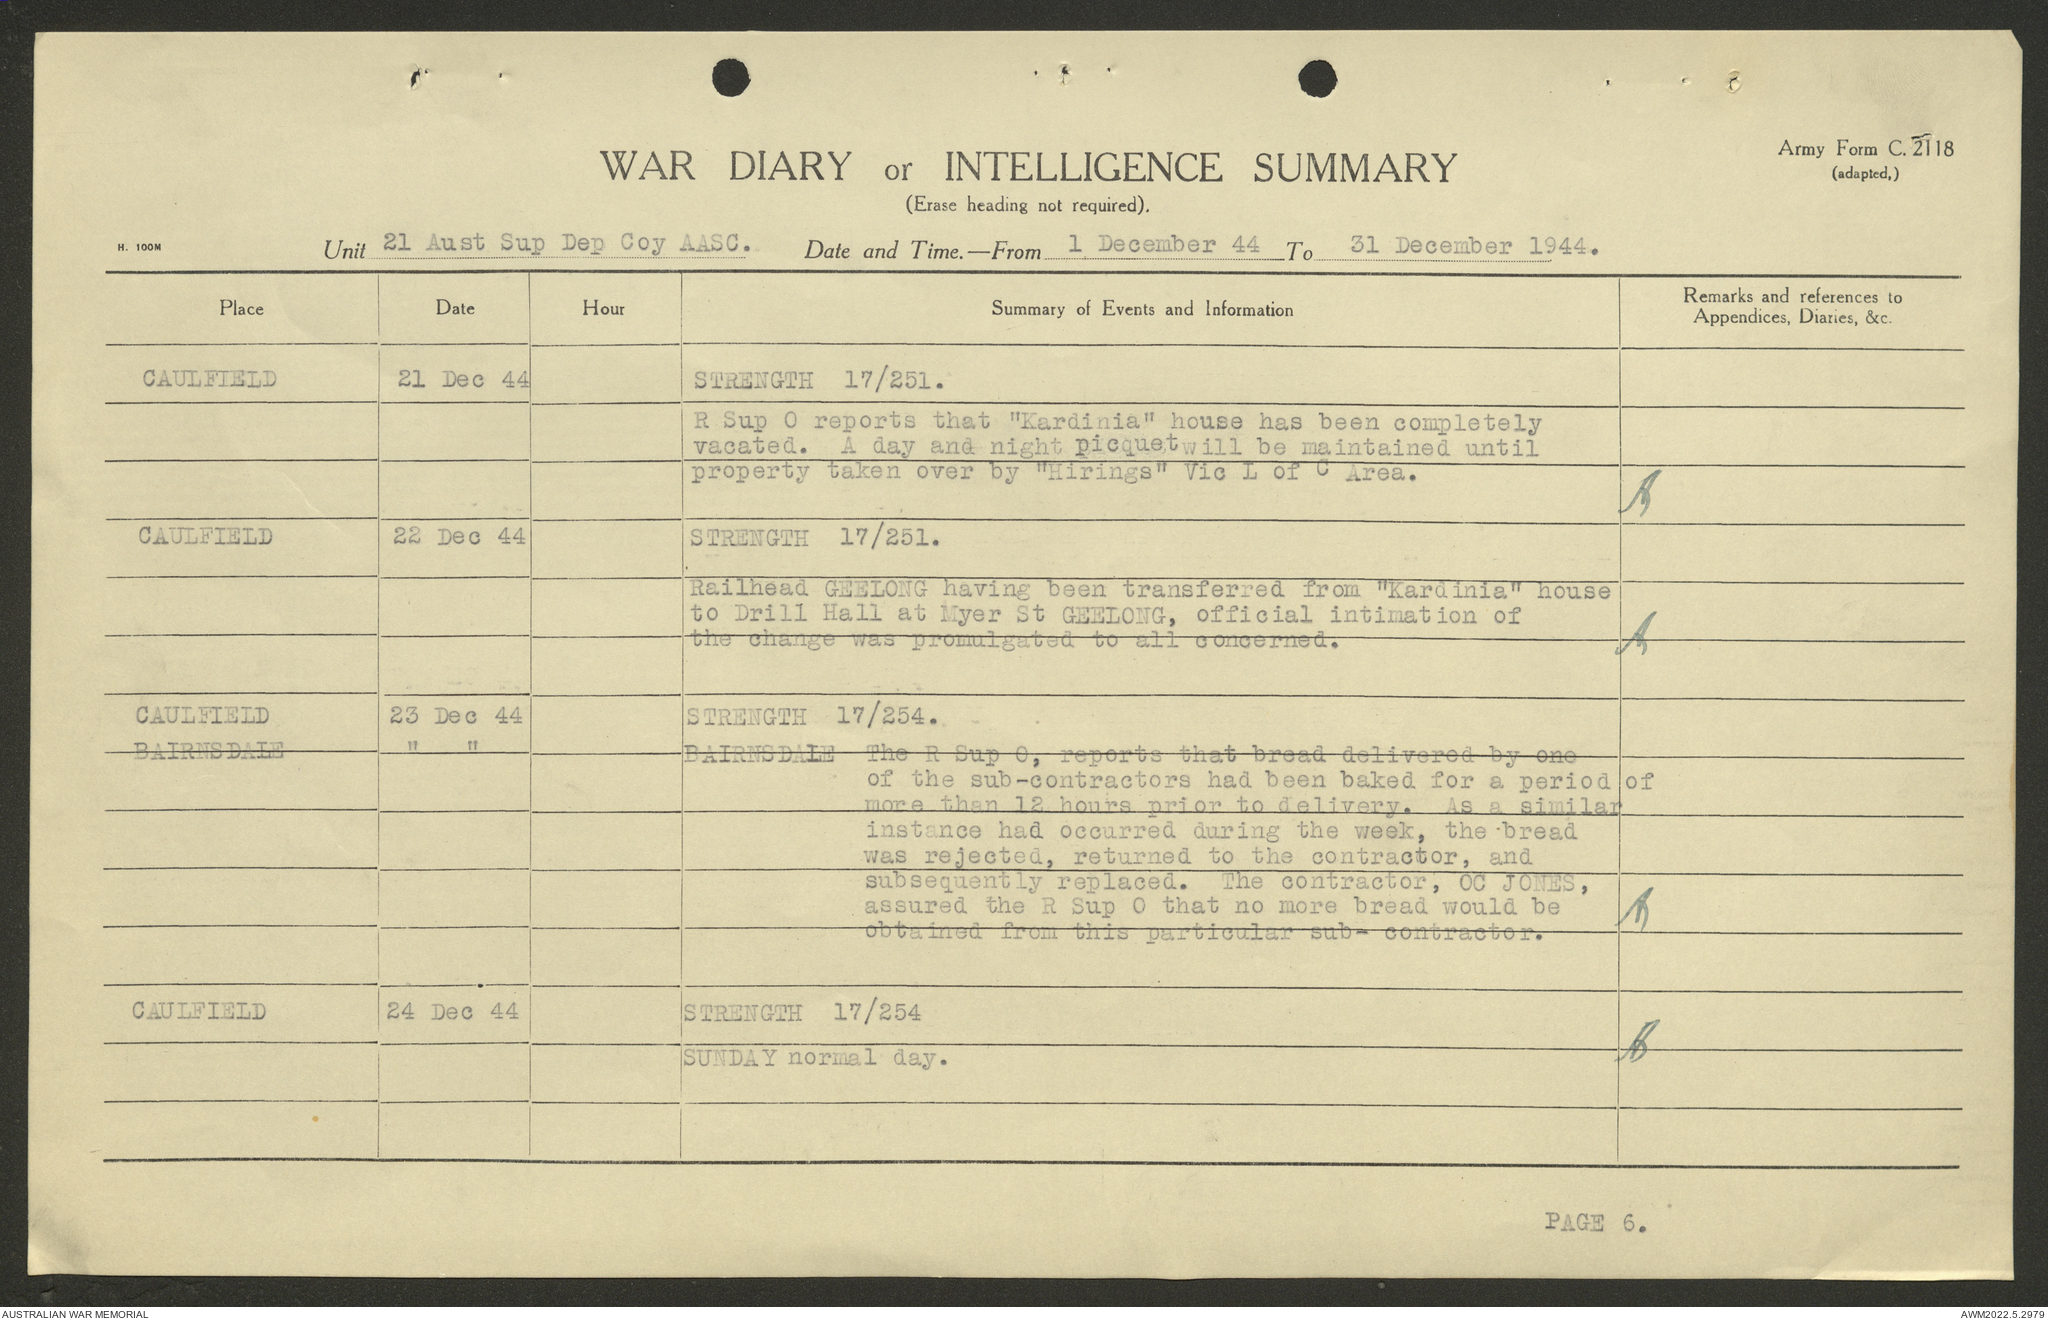 WAR DIARY or INTELLIGENCE SUMMARY
Army Form C. 2118
(adapted,)
(Erase heading not required).
H. 100M
Unit 21 Aust Sup Dep Coy AASC. Date and Time.—From 1 December 44 To 31 December 1944.
Place Date Hour Summary of Events and Information Remarks and references to
Appendices, Diaries, &c.
CAULFIELD 21 Dec 44 STRENGTH 17/251.
R Sup O reports that "Kardinia" house has been completely
vacated. A day and night picquet will be maintained until
property taken over by "Hirings" Vic L of C Area.
CAULFIELD 22 Dec 44 STRENGTH 17/251.
Railhead GEELONG having been transferred from "Kardinia" house
to Drill Hall at Myer St GEELONG, official intimation of
the change was promulgated to all concerned.
CAULFIELD 23 Dec 44 STRENGTH 17/254.
BAIRNSDALE " " BAIRNSDALE The R Sup O, reports that bread delivered by one
of the sub-contractors had been baked for a period of
more than 12 hours prior to delivery. As a similar
instance had occurred during the week, the bread
was rejected, returned to the contractor, and
subsequently replaced. The contractor, OC JONES,
assured the R Sup O that no more bread would be
obtained from this particular sub- contractor.
CAULFIELD 24 Dec 44 STRENGTH 17/254
SUNDAY normal day.
PAGE 6.
AUSTRALIAN WAR MEMORIAL
AWM2022.5.2979